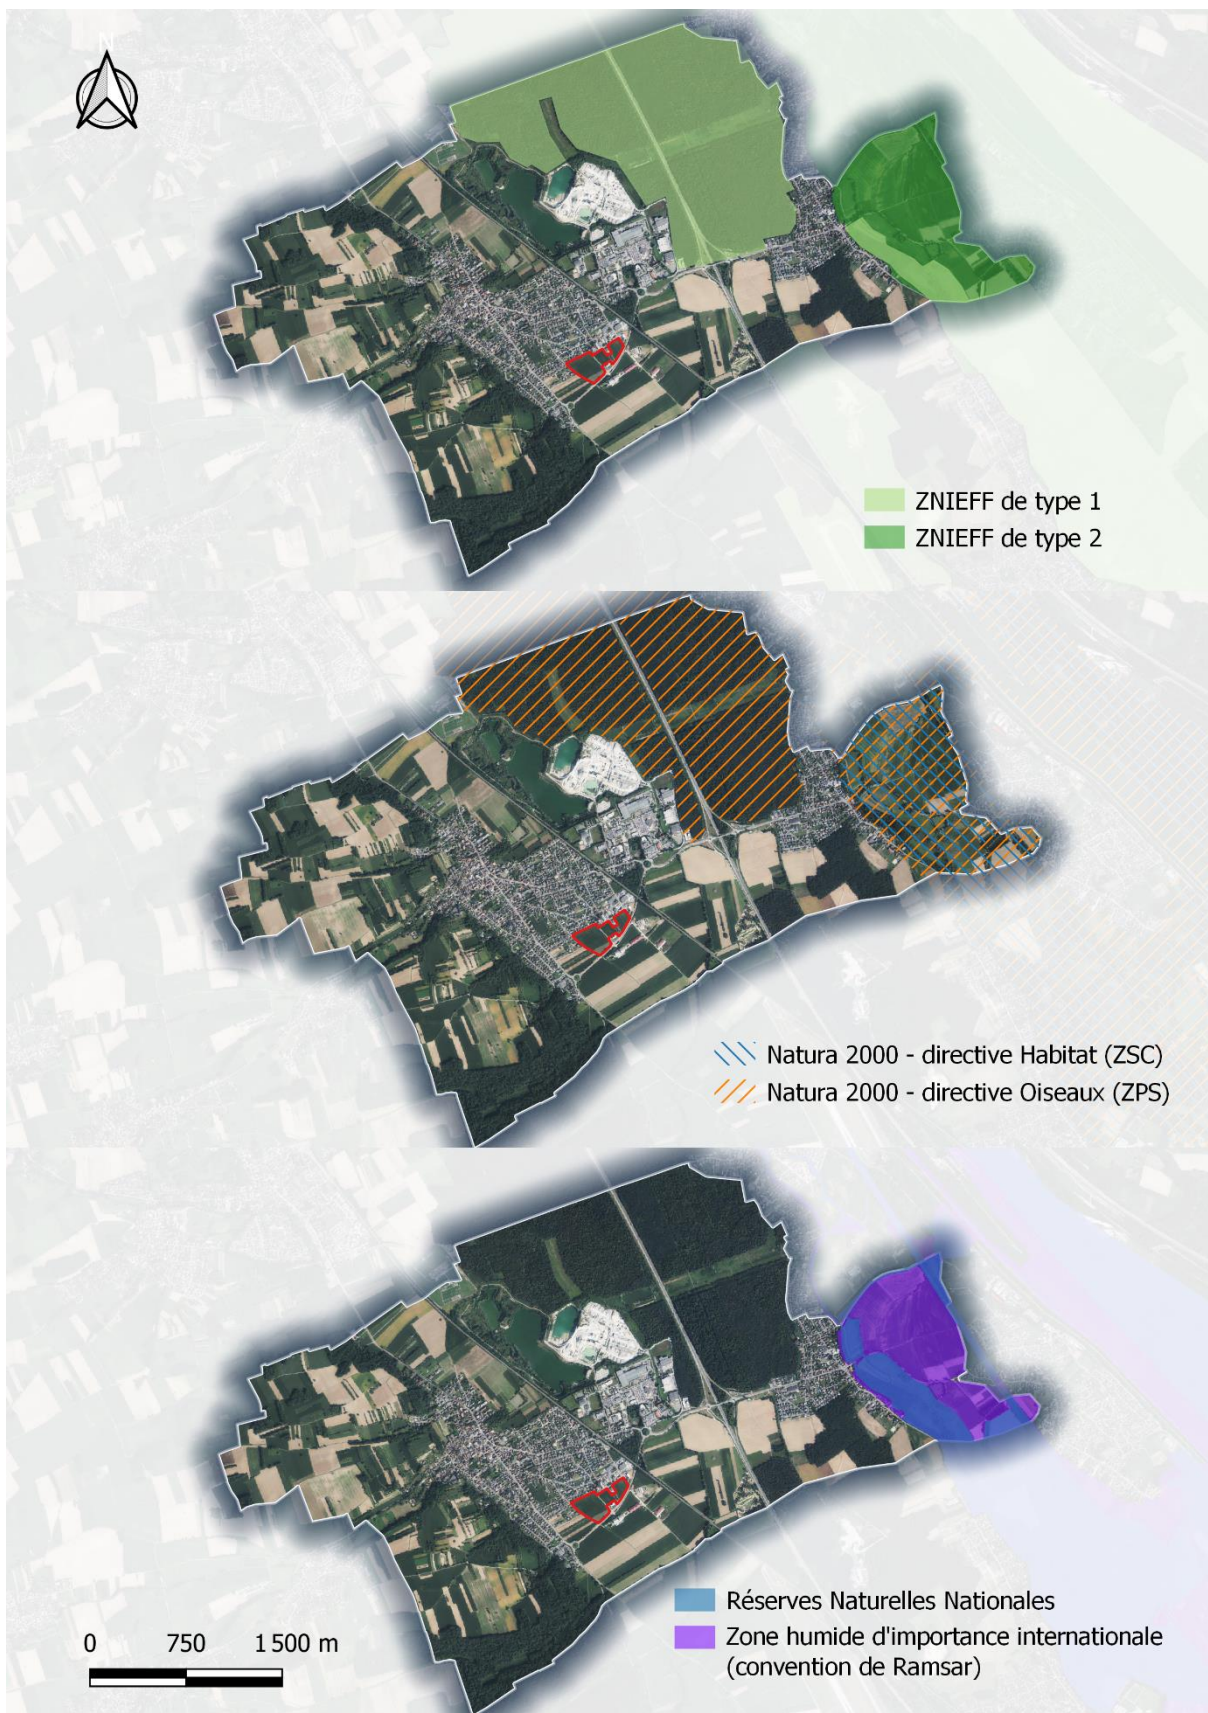 N
ZNIEFF de type 1
ZNIEFF de type 2
Natura 2000 - directive Habitat (ZSC)
Natura 2000 - directive Oiseaux (ZPS)
Réserves Naturelles Nationales
Zone humide d'importance internationale
(convention de Ramsar)
0 750 1 500 m